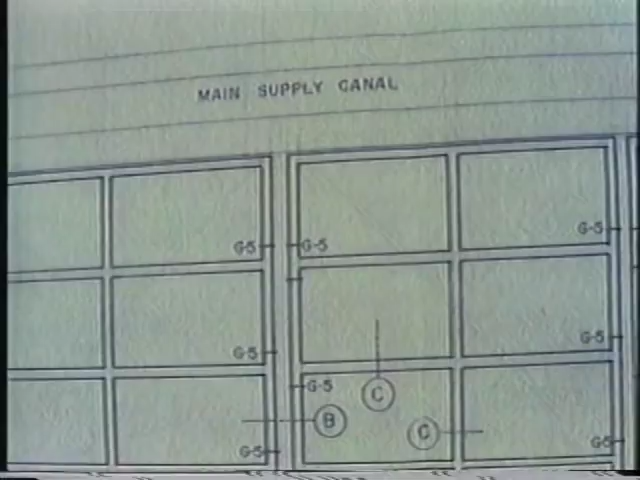 MAIN SUPPLY CANAL
G-5 G-5 G-5
G-5 G-5
G-5
C
B C
G-5 G-5